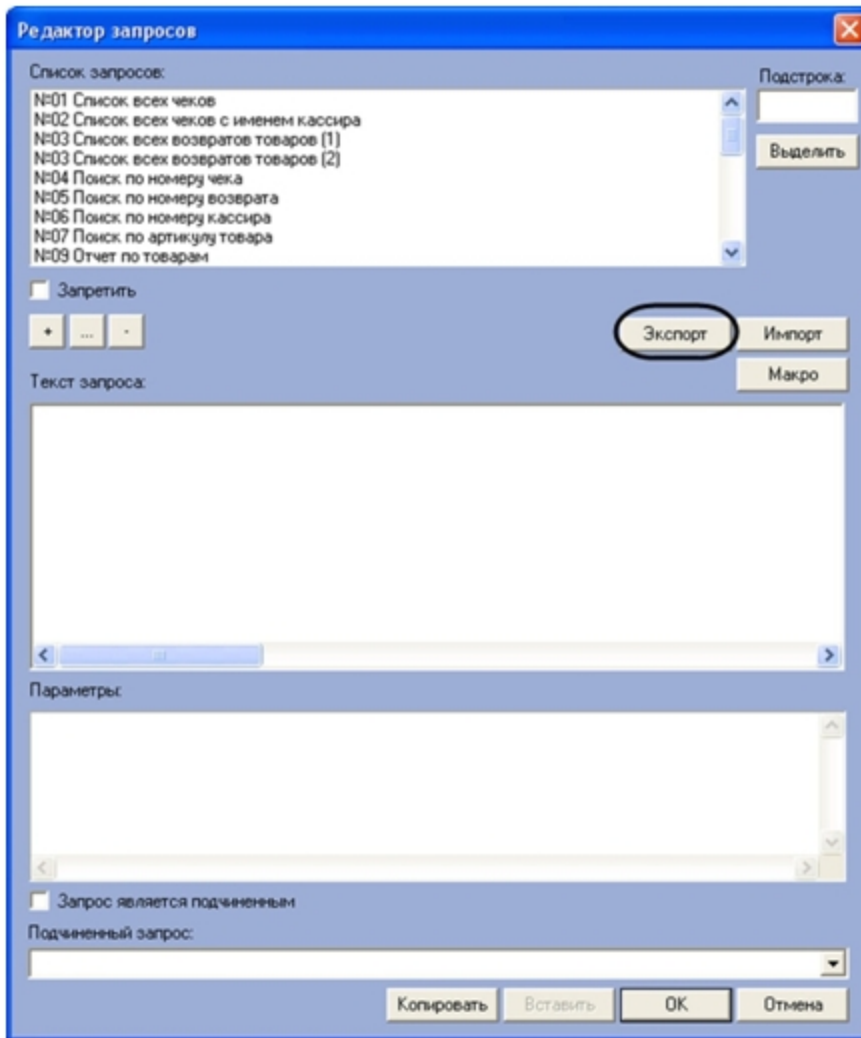 Редактор запросов
Список запросов:
Подстрока:
№01 Список всех чеков
№02 Список всех чеков с именем кассира
№03 Список всех возвратов товаров (1)
№03 Список всех возвратов товаров (2)
№04 Поиск по номеру чека
№05 Поиск по номеру возврата
№06 Поиск по номеру кассира
№07 Поиск по артикулу товара
№09 Отчет по товарам
Выделить
Запретить
+ ... -
Экспорт Импорт
Макро
Текст запроса:
Параметры:
Запрос является подчиненным
Подчиненный запрос:
Копировать Вставить OK Отмена